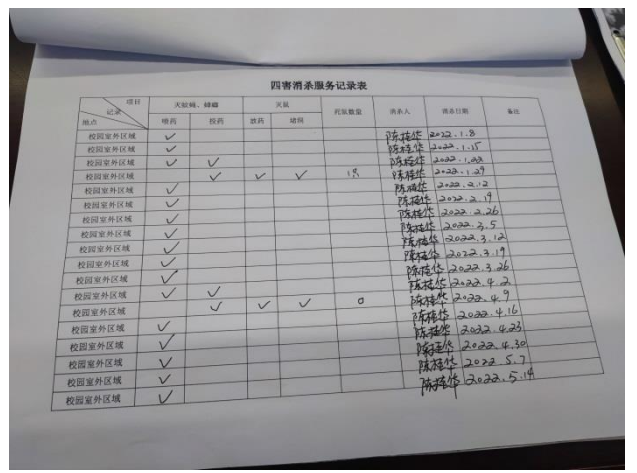 四害消杀服务记录表
项目 记录 地点 灭蚊蝇、蟑螂 灭鼠 死鼠数量 消杀人 消杀日期 备注
喷药 投药 放药
校园室外区域 ✓ 陈桂华 2022.1.8
校园室外区域 ✓ 陈桂华 2022.1.15
校园室外区域 ✓ ✓ 陈桂华 2022.1.22
校园室外区域 ✓ ✓ ✓ 18 陈桂华 2022.1.29
校园室外区域 ✓ 陈桂华 2022.2.12
校园室外区域 ✓ 陈桂华 2022.2.19
校园室外区域 ✓ 陈桂华 2022.2.26
校园室外区域 ✓ 陈桂华 2022.3.5
校园室外区域 ✓ 陈桂华 2022.3.12
校园室外区域 ✓ 陈桂华 2022.3.19
校园室外区域 ✓ 陈桂华 2022.3.26
校园室外区域 ✓ ✓ 陈桂华 2022.4.2
校园室外区域 ✓ ✓ ✓ 0 陈桂华 2022.4.9
校园室外区域 ✓ 陈桂华 2022.4.16
校园室外区域 ✓ 陈桂华 2022.4.23
校园室外区域 ✓ 陈桂华 2022.4.30
校园室外区域 ✓ 陈桂华 2022.5.7
校园室外区域 ✓ 陈桂华 2022.5.14